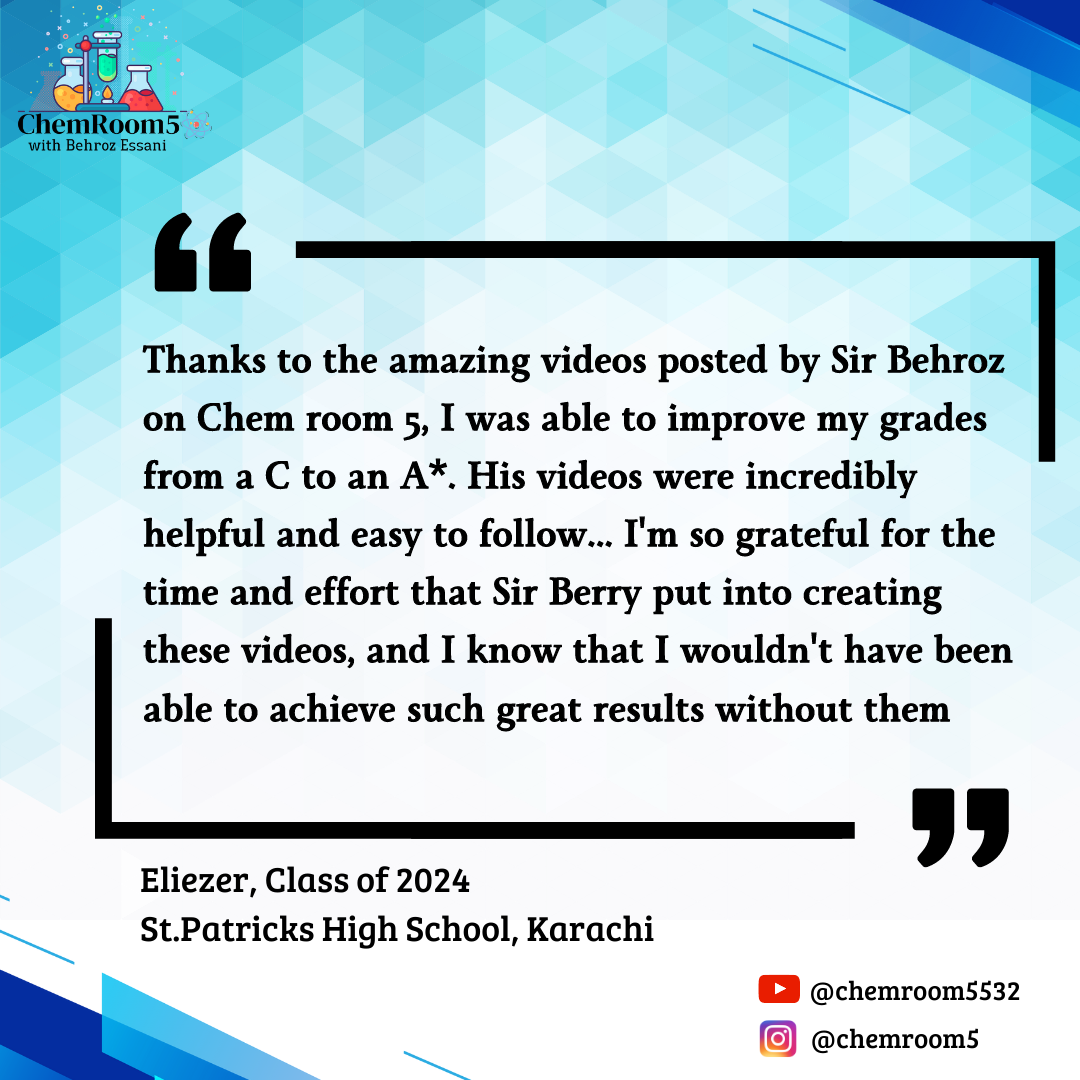 ChemRoom5
with Behroz Essani
“
Thanks to the amazing videos posted by Sir Behroz
on Chem room 5, I was able to improve my grades
from a C to an A*. His videos were incredibly
helpful and easy to follow... I'm so grateful for the
time and effort that Sir Berry put into creating
these videos, and I know that I wouldn't have been
able to achieve such great results without them
”
Eliezer, Class of 2024
St.Patricks High School, Karachi
@chemroom5532
@chemroom5